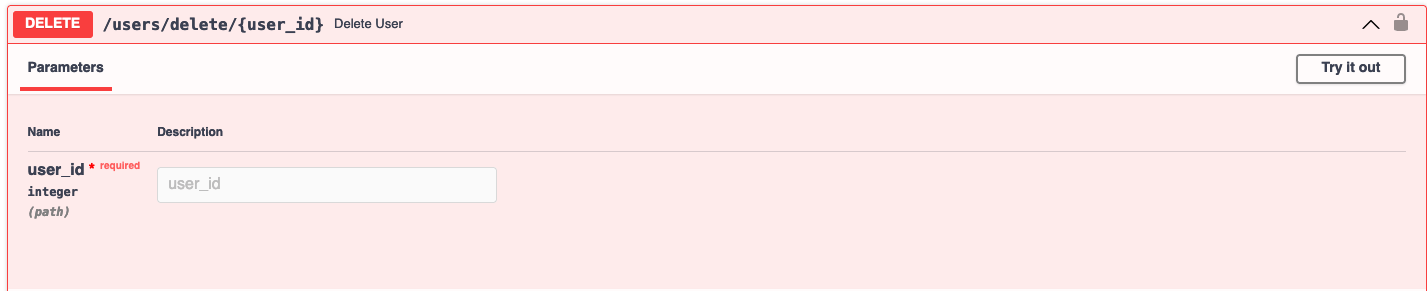 DELETE /users/delete/{user_id} Delete User
Parameters Try it out
Name Description
user_id * required user_id
integer
(path)